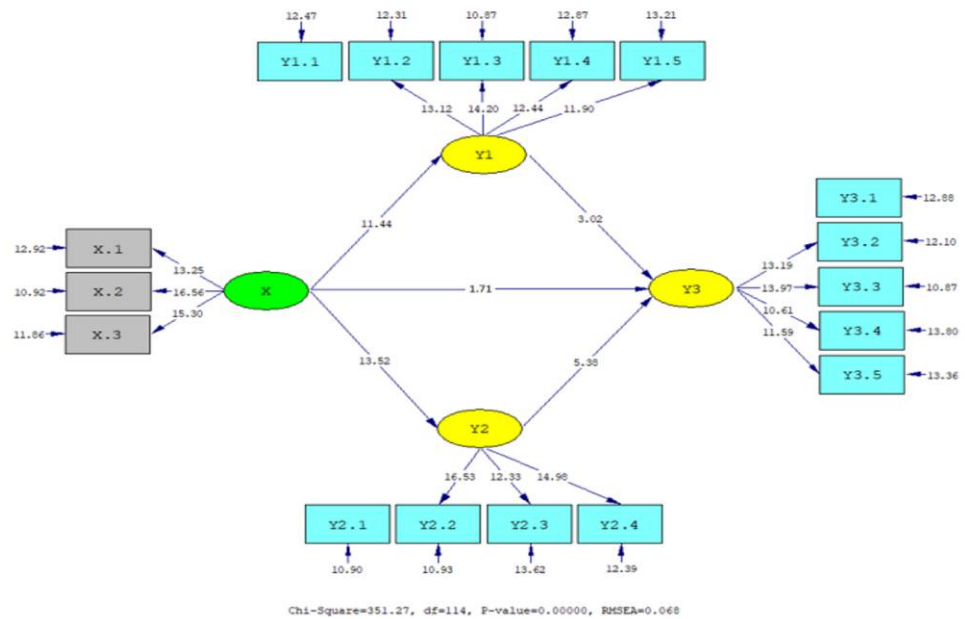 12.47 12.31 10.87 12.87 13.21
Y1.1 Y1.2 Y1.3 Y1.4 Y1.5
13.12 14.20 12.44 11.90
Y1
11.44 3.02
Y3.1 12.88
Y3.2 12.10
Y3.3 10.87
Y3.4 13.80
Y3.5 13.36
13.19
13.97
10.61
11.59
12.92 X.1
10.92 X.2
11.86 X.3
13.25
16.56
15.30
X 1.71 Y3
13.52 5.38
Y2
16.53 12.33 14.98
Y2.1 Y2.2 Y2.3 Y2.4
10.90 10.93 13.62 12.39
Chi-Square=351.27, df=114, P-value=0.00000, RMSEA=0.068